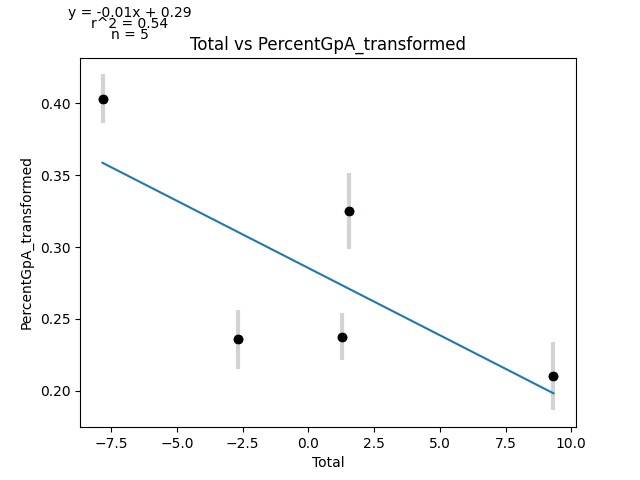 y = -0.01x + 0.29
r^2 = 0.54
n = 5
Total vs PercentGpA_transformed
0.40
0.35
0.30
0.25
0.20
PercentGpA_transformed
−7.5 −5.0 −2.5 0.0 2.5 5.0 7.5 10.0
Total